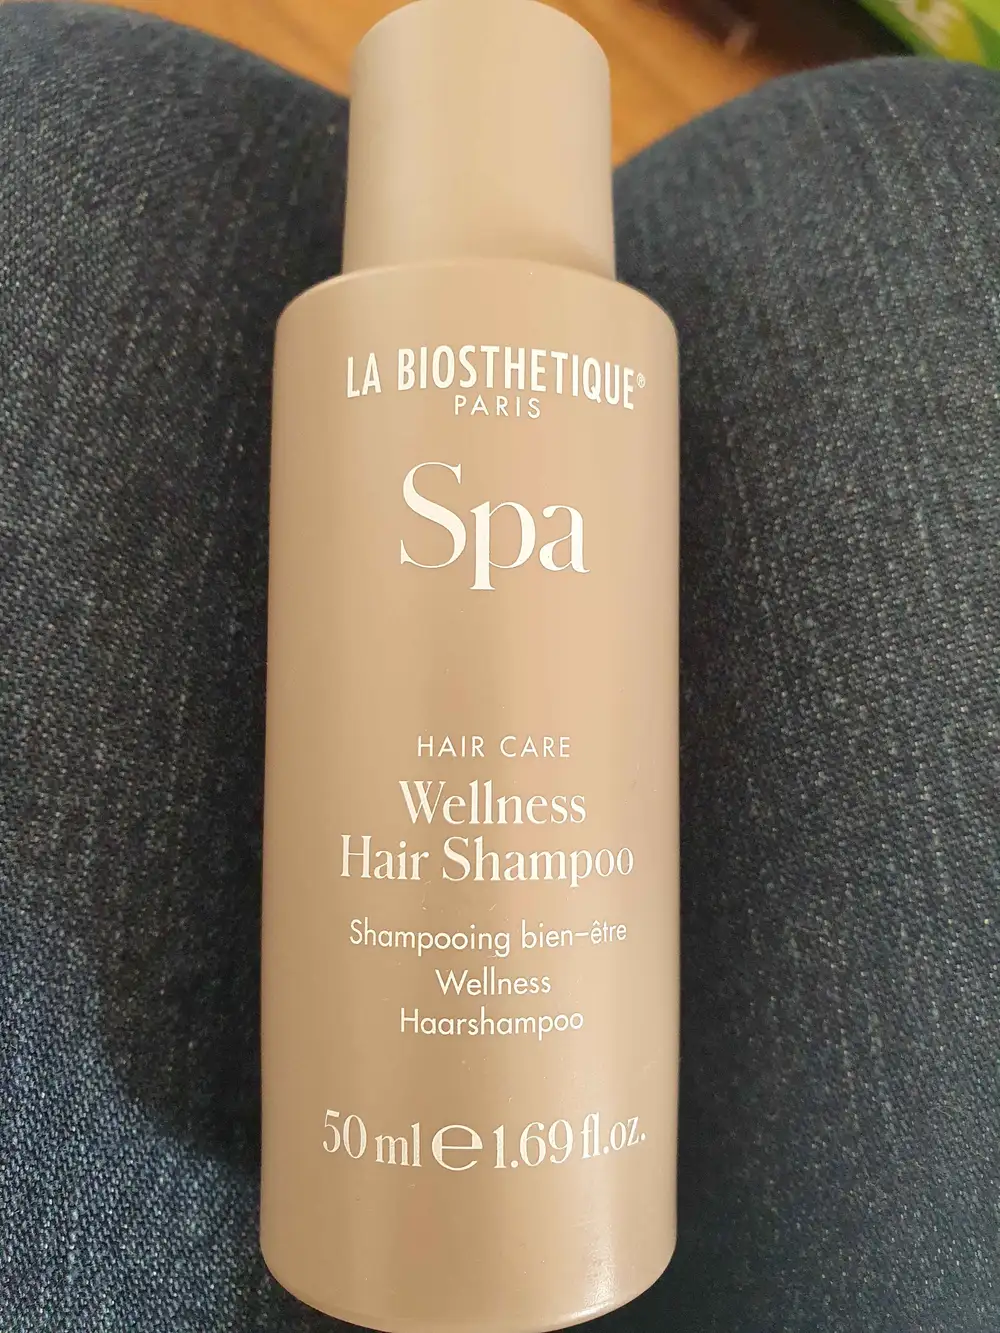 LA BIOSTHETIQUE®
PARIS
Spa
HAIR CARE
Wellness
Hair Shampoo
Shampooing bien-être
Wellness
Haarshampoo
50 ml e 1.69 fl.oz.